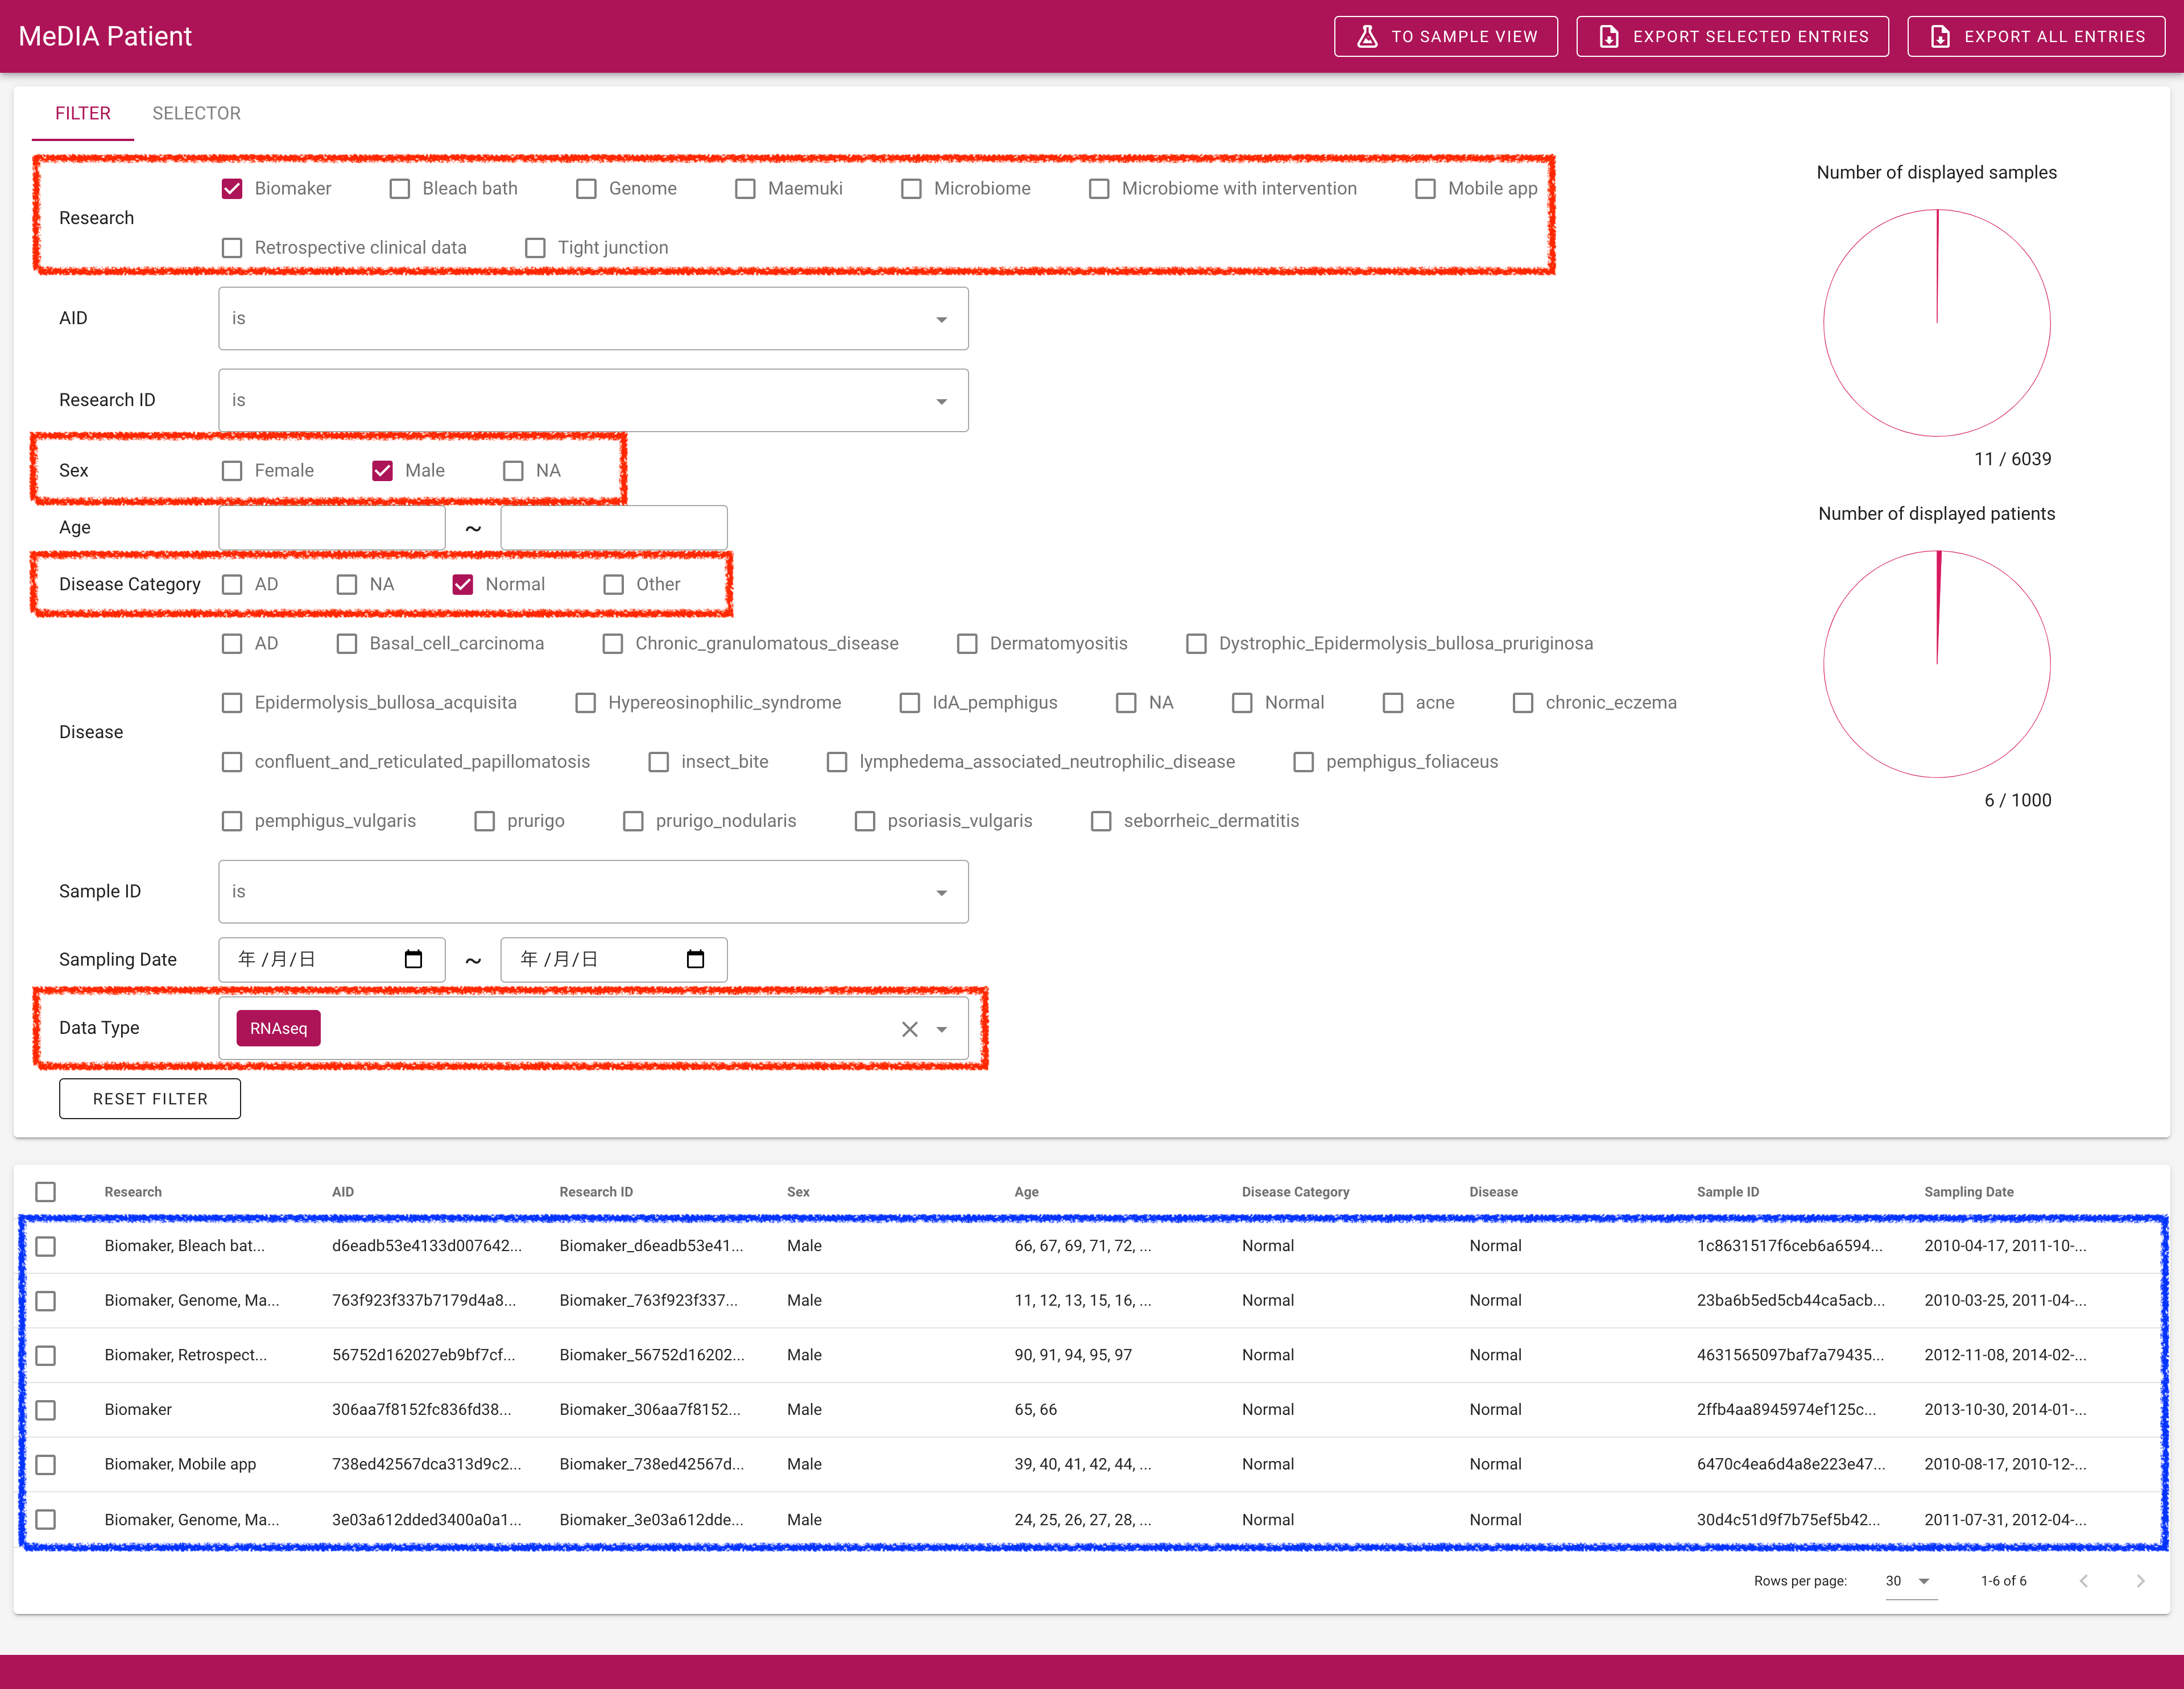 MeDIA Patient
TO SAMPLE VIEW
EXPORT SELECTED ENTRIES
EXPORT ALL ENTRIES
FILTER SELECTOR
Research
Biomaker Bleach bath Genome Maemuki Microbiome Microbiome with intervention Mobile app
Retrospective clinical data Tight junction
AID is
Research ID is
Sex Female Male NA
Age ~
Disease Category AD NA Normal Other
Disease
AD Basal_cell_carcinoma Chronic_granulomatous_disease Dermatomyositis Dystrophic_Epidermolysis_bullosa_pruriginosa
Epidermolysis_bullosa_acquisita Hypereosinophilic_syndrome IdA_pemphigus NA Normal acne chronic_eczema
confluent_and_reticulated_papillomatosis insect_bite lymphedema_associated_neutrophilic_disease pemphigus_foliaceus
pemphigus_vulgaris prurigo prurigo_nodularis psoriasis_vulgaris seborrheic_dermatitis
Sample ID is
Sampling Date 年 /月/日 ~ 年 /月/日
Data Type RNAseq
RESET FILTER
Number of displayed samples
11 / 6039
Number of displayed patients
6 / 1000
Research AID Research ID Sex Age Disease Category Disease Sample ID Sampling Date
Biomaker, Bleach bat... d6eadb53e4133d007642... Biomaker_d6eadb53e41... Male 66, 67, 69, 71, 72, ... Normal Normal 1c8631517f6ceb6a6594... 2010-04-17, 2011-10-...
Biomaker, Genome, Ma... 763f923f337b7179d4a8... Biomaker_763f923f337... Male 11, 12, 13, 15, 16, ... Normal Normal 23ba6b5ed5cb44ca5acb... 2010-03-25, 2011-04-...
Biomaker, Retrospect... 56752d162027eb9bf7cf... Biomaker_56752d16202... Male 90, 91, 94, 95, 97 Normal Normal 4631565097baf7a79435... 2012-11-08, 2014-02-...
Biomaker 306aa7f8152fc836fd38... Biomaker_306aa7f8152... Male 65, 66 Normal Normal 2ffb4aa8945974ef125c... 2013-10-30, 2014-01-...
Biomaker, Mobile app 738ed42567dca313d9c2... Biomaker_738ed42567d... Male 39, 40, 41, 42, 44, ... Normal Normal 6470c4ea6d4a8e223e47... 2010-08-17, 2010-12-...
Biomaker, Genome, Ma... 3e03a612dded3400a0a1... Biomaker_3e03a612dde... Male 24, 25, 26, 27, 28, ... Normal Normal 30d4c51d9f7b75ef5b42... 2011-07-31, 2012-04-...
Rows per page: 30 1-6 of 6